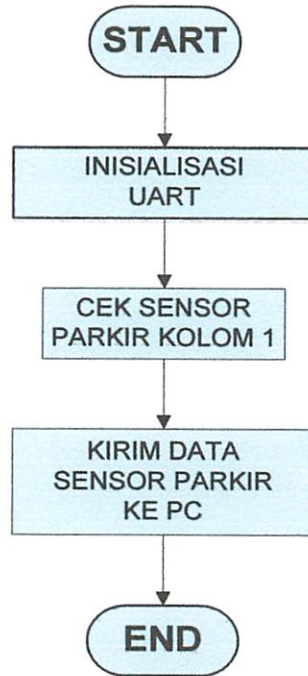 START
INISIALISASI
UART
CEK SENSOR
PARKIR KOLOM 1
KIRIM DATA
SENSOR PARKIR
KE PC
END